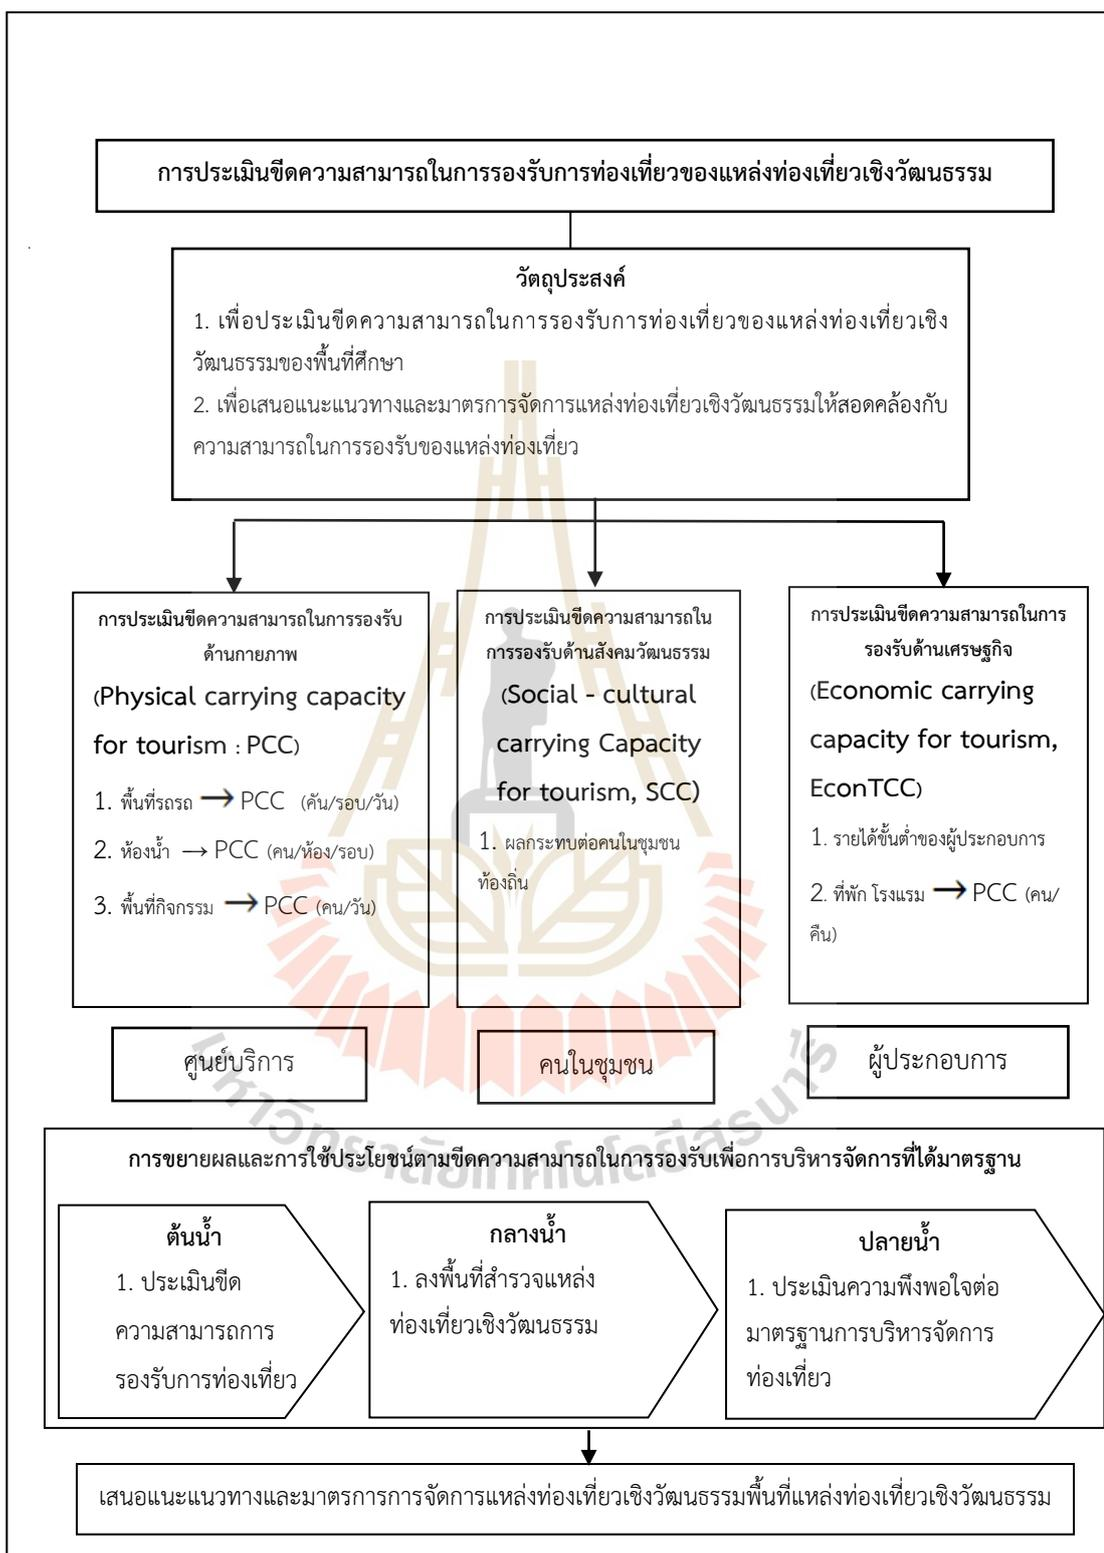 การประเมินขีดความสามารถในการรองรับการท่องเที่ยวของแหล่งท่องเที่ยวเชิงวัฒนธรรม
วัตถุประสงค์
1. เพื่อประเมินขีดความสามารถในการรองรับการท่องเที่ยวของแหล่งท่องเที่ยวเชิง
วัฒนธรรมของพื้นที่ศึกษา
2. เพื่อเสนอแนะแนวทางและมาตรการจัดการแหล่งท่องเที่ยวเชิงวัฒนธรรมให้สอดคล้องกับ
ความสามารถในการรองรับของแหล่งท่องเที่ยว
การประเมินขีดความสามารถในการรองรับ
ด้านกายภาพ
(Physical carrying capacity
for tourism : PCC)
1. พื้นที่รถรถ → PCC (คัน/รอบ/วัน)
2. ห้องน้ำ → PCC (คน/ห้อง/รอบ)
3. พื้นที่กิจกรรม → PCC (คน/วัน)
การประเมินขีดความสามารถใน
การรองรับด้านสังคมวัฒนธรรม
(Social - cultural
carrying Capacity
for tourism, SCC)
1. ผลกระทบต่อคนในชุมชน
ท้องถิ่น
การประเมินขีดความสามารถในการ
รองรับด้านเศรษฐกิจ
(Economic carrying
capacity for tourism,
EconTCC)
1. รายได้ขั้นต่ำของผู้ประกอบการ
2. ที่พัก โรงแรม → PCC (คน/
คืน)
ศูนย์บริการ
คนในชุมชน
ผู้ประกอบการ
มหาวิทยาลัยเทคโนโลยีสุรนารี
การขยายผลและการใช้ประโยชน์ตามขีดความสามารถในการรองรับเพื่อการบริหารจัดการที่ได้มาตรฐาน
ต้นน้ำ
1. ประเมินขีด
ความสามารถการ
รองรับการท่องเที่ยว
กลางน้ำ
1. ลงพื้นที่สำรวจแหล่ง
ท่องเที่ยวเชิงวัฒนธรรม
ปลายน้ำ
1. ประเมินความพึงพอใจต่อ
มาตรฐานการบริหารจัดการ
ท่องเที่ยว
เสนอแนะแนวทางและมาตรการการจัดการแหล่งท่องเที่ยวเชิงวัฒนธรรมพื้นที่แหล่งท่องเที่ยวเชิงวัฒนธรรม